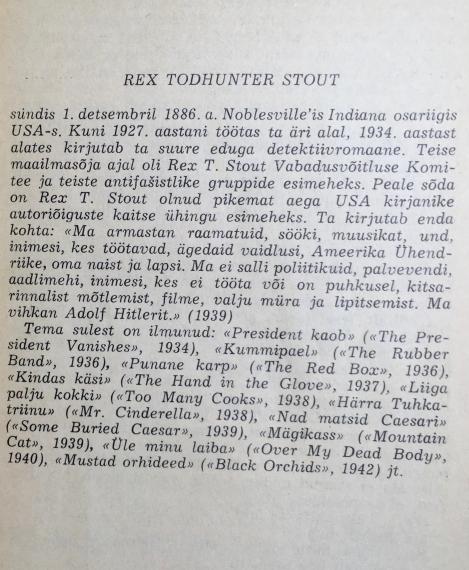 REX TODHUNTER STOUT
sündis 1. detsembril 1886. a. Noblesville'is Indiana osariigis
USA-s. Kuni 1927. aastani töötas ta äri alal, 1934. aastast
alates kirjutab ta suure eduga detektiivromaane. Teise
maailmasõja ajal oli Rex T. Stout Vabadusvõitluse Komi-
tee ja teiste antifašistlike gruppide esimeheks. Peale sõda
on Rex T. Stout olnud pikemat aega USA kirjanike
autoriõiguste kaitse ühingu esimeheks. Ta kirjutab enda
kohta: «Ma armastan raamatuid, sööki, muusikat, und,
inimesi, kes töötavad, ägedaid vaidlusi, Ameerika Ühend-
riike, oma naist ja lapsi. Ma ei salli poliitikuid, palvevendi,
aadlimehi, inimesi, kes ei tööta või on puhkusel, kitsa-
rinnalist mõtlemist, filme, valju müra ja lipitsemist. Ma
vihkan Adolf Hitlerit.» (1939)
Tema sulest on ilmunud: «President kaob» («The Pre-
sident Vanishes», 1934), «Kummipael» («The Rubber
Band», 1936), «Punane karp» («The Red Box», 1936),
«Kindas käsi» («The Hand in the Glove», 1937), «Liiga
palju kokki» («Too Many Cooks», 1938), «Härra Tuhka-
triinu» («Mr. Cinderella», 1938), «Nad matsid Caesari»
(«Some Buried Caesar», 1939), «Mägikass» («Mountain
Cat», 1939), «Üle minu laiba» («Over My Dead Body»,
1940), «Mustad orhideed» («Black Orchids», 1942) jt.